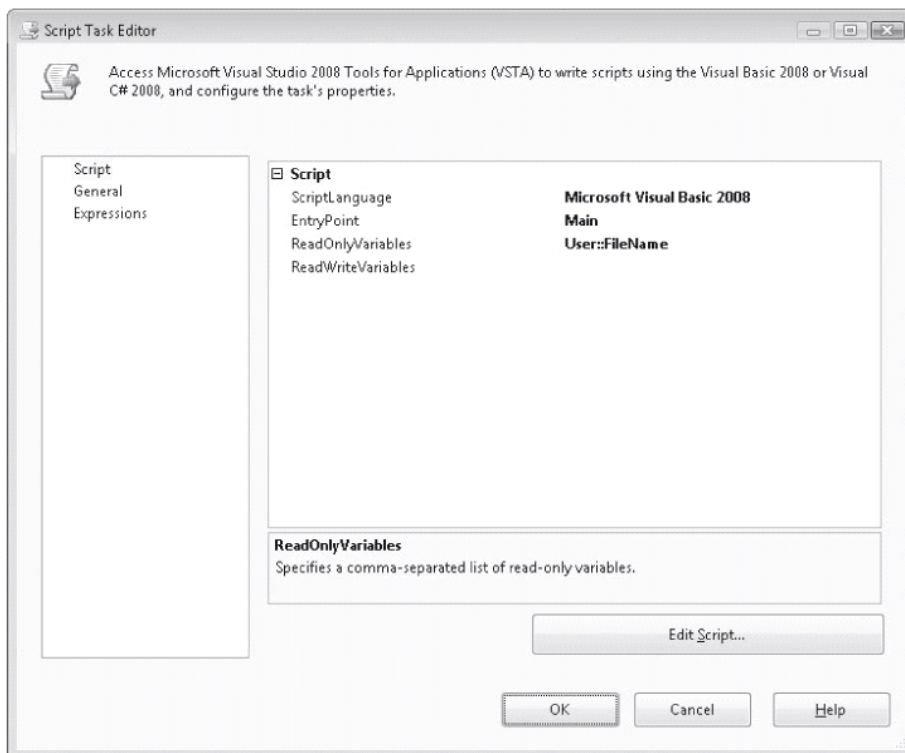 Script Task Editor
Access Microsoft Visual Studio 2008 Tools for Applications (VSTA) to write scripts using the Visual Basic 2008 or Visual
C# 2008, and configure the task's properties.
Script
General
Expressions
Script
ScriptLanguage Microsoft Visual Basic 2008
EntryPoint Main
ReadOnlyVariables User::FileName
ReadWriteVariables
ReadOnlyVariables
Specifies a comma-separated list of read-only variables.
Edit Script...
OK Cancel Help